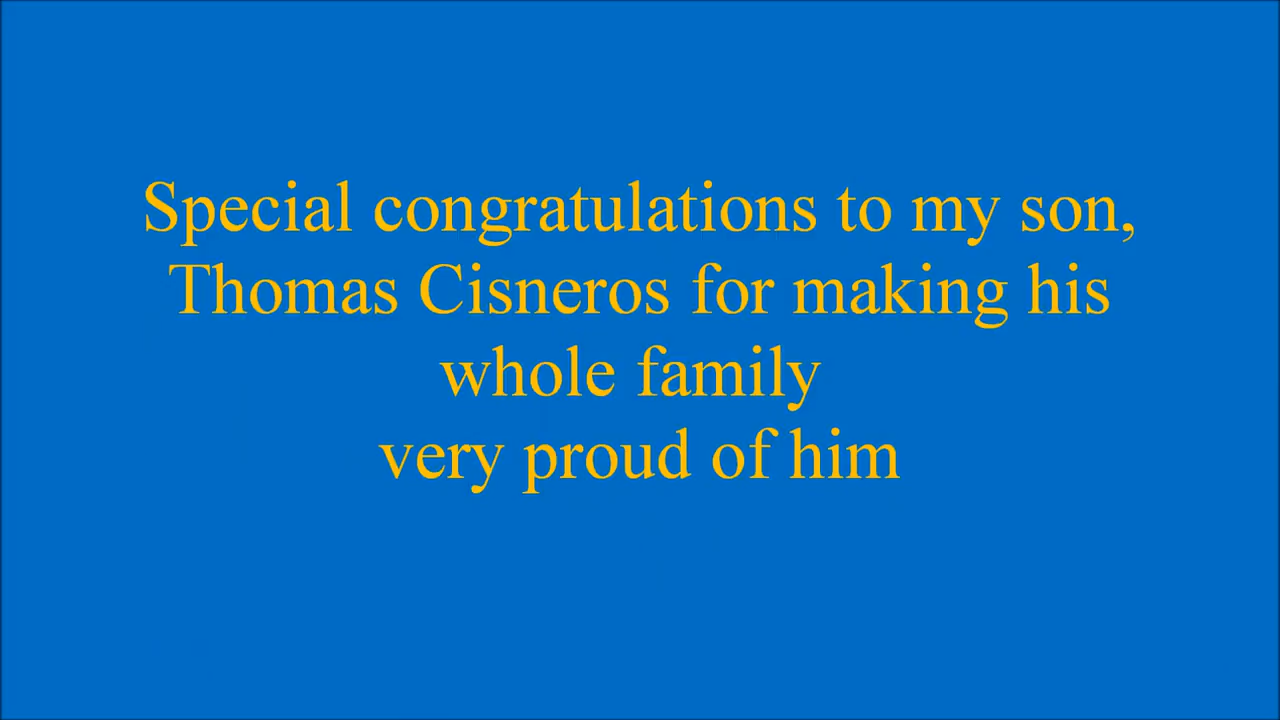 Special congratulations to my son,
Thomas Cisneros for making his
whole family
very proud of him